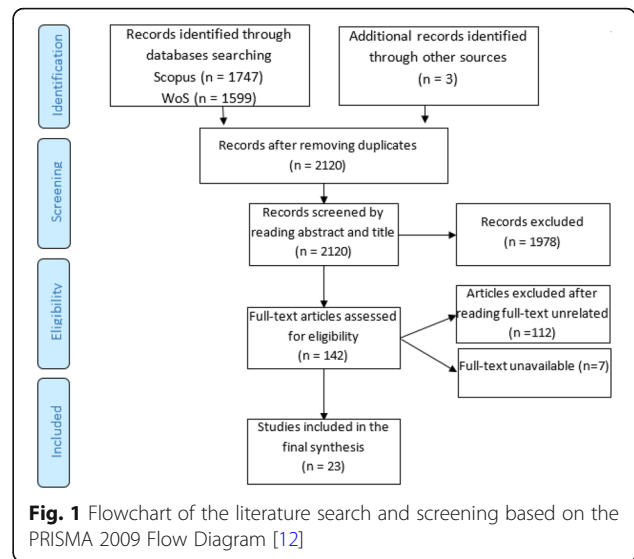 Identification
Records identified through
databases searching
Scopus (n = 1747)
WoS (n = 1599)
Additional records identified
through other sources
(n = 3)
Screening
Records after removing duplicates
(n = 2120)
Records screened by
reading abstract and title
(n = 2120)
Records excluded
(n = 1978)
Eligibility
Full-text articles assessed
for eligibility
(n = 142)
Articles excluded after
reading full-text unrelated
(n =112)
Full-text unavailable (n=7)
Included
Studies included in the
final synthesis
(n = 23)
Fig. 1 Flowchart of the literature search and screening based on the
PRISMA 2009 Flow Diagram [12]